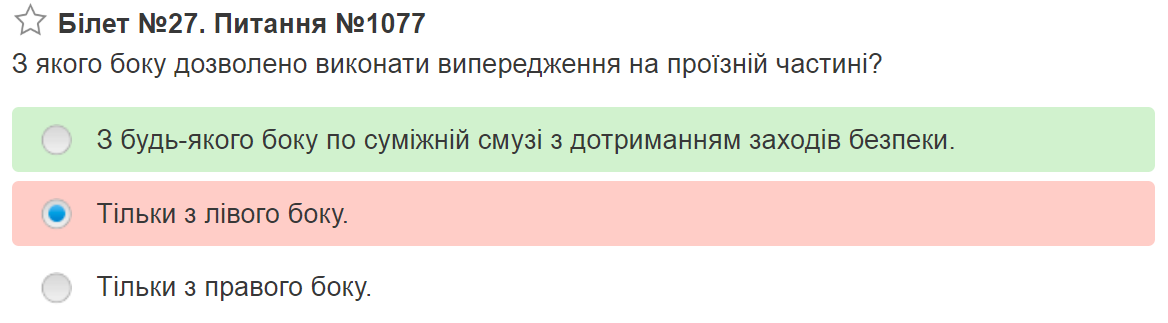 Білет №27. Питання №1077
З якого боку дозволено виконати випередження на проїзній частині?
З будь-якого боку по суміжній смузі з дотриманням заходів безпеки.
Тільки з лівого боку.
Тільки з правого боку.